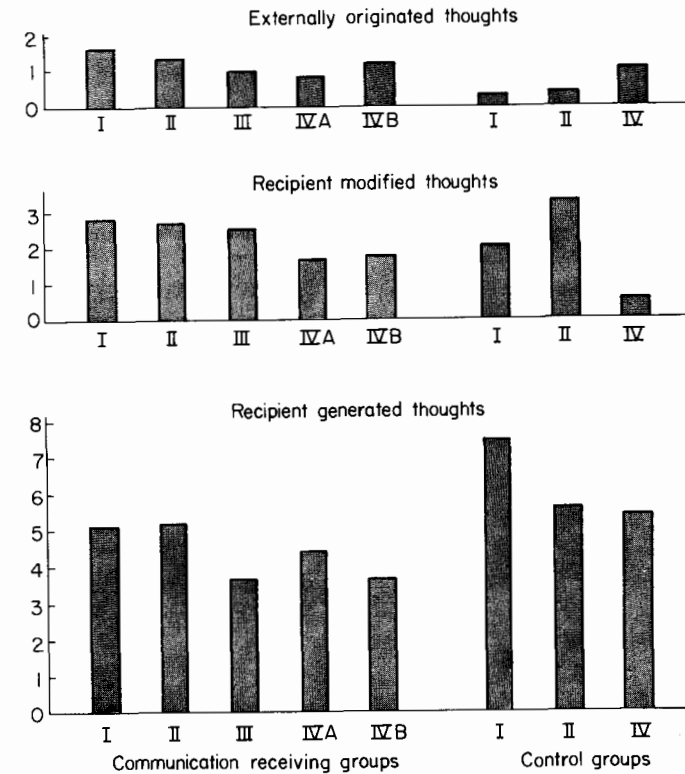 Externally originated thoughts
2
1
0
I II III IVA IVB I II IV
Recipient modified thoughts
3
2
1
0
I II III IVA IVB I II IV
Recipient generated thoughts
8
7
6
5
4
3
2
1
0
I II III IVA IVB I II IV
Communication receiving groups Control groups